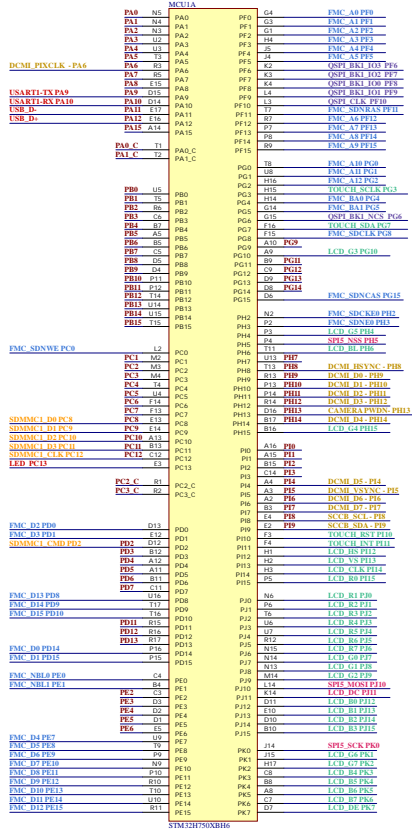 MCU1A
PA0 N5 PA0
PA1 N4 PA1
PA2 N3 PA2
PA3 U2 PA3
PA4 U3 PA4
PA5 T3 PA5
DCMI_PIXCLK - PA6 R3 PA6
PA7 R5 PA7
PA8 E15 PA8
USART1-TX PA9 D15 PA9
USART1-RX PA10 D14 PA10
USB_D- PA11 E17 PA11
USB_D+ PA12 E16 PA12
PA15 A14 PA15
PA0_C T1 PA0_C
PA1_C T2 PA1_C
PB0 U5 PB0
PB1 T5 PB1
PB2 R6 PB2
PB3 C6 PB3
PB4 B7 PB4
PB5 A5 PB5
PB6 B5 PB6
PB7 C5 PB7
PB8 D5 PB8
PB9 D4 PB9
PB10 P11 PB10
PB11 P12 PB11
PB12 T14 PB12
PB13 U14 PB13
PB14 U15 PB14
PB15 T15 PB15
FMC_SDNWE PC0 L2 PC0
PC1 M2 PC1
PC2 M3 PC2
PC3 M4 PC3
PC4 T4 PC4
PC5 U4 PC5
PC6 F14 PC6
PC7 F13 PC7
SDMMC1_D0 PC8 E13 PC8
SDMMC1_D1 PC9 E14 PC9
SDMMC1_D2 PC10 A13 PC10
SDMMC1_D3 PC11 B13 PC11
SDMMC1_CLK PC12 C12 PC12
LED PC13 E3 PC13
PC2_C R1 PC2_C
PC3_C R2 PC3_C
FMC_D2 PD0 D13 PD0
FMC_D3 PD1 E12 PD1
SDMMC1_CMD PD2 D12 PD2
PD3 B12 PD3
PD4 A12 PD4
PD5 A11 PD5
PD6 B11 PD6
PD7 C11 PD7
FMC_D13 PD8 U16 PD8
FMC_D14 PD9 T17 PD9
FMC_D15 PD10 T16 PD10
PD11 R15 PD11
PD12 R16 PD12
PD13 R17 PD13
FMC_D0 PD14 P16 PD14
FMC_D1 PD15 P15 PD15
FMC_NBL0 PE0 C4 PE0
FMC_NBL1 PE1 B4 PE1
PE2 C3 PE2
PE3 D3 PE3
PE4 D2 PE4
PE5 D1 PE5
PE6 E5 PE6
FMC_D4 PE7 U9 PE7
FMC_D5 PE8 T9 PE8
FMC_D6 PE9 P9 PE9
FMC_D7 PE10 N9 PE10
FMC_D8 PE11 P10 PE11
FMC_D9 PE12 R10 PE12
FMC_D10 PE13 T10 PE13
FMC_D11 PE14 U10 PE14
FMC_D12 PE15 R11 PE15
PF0 G4 FMC_A0 PF0
PF1 G3 FMC_A1 PF1
PF2 G1 FMC_A2 PF2
PF3 H4 FMC_A3 PF3
PF4 J5 FMC_A4 PF4
PF5 J4 FMC_A5 PF5
PF6 K2 QSPI_BK1_IO3 PF6
PF7 K3 QSPI_BK1_IO2 PF7
PF8 K4 QSPI_BK1_IO0 PF8
PF9 L4 QSPI_BK1_IO1 PF9
PF10 L3 QSPI_CLK PF10
PF11 T7 FMC_SDNRAS PF11
PF12 R7 FMC_A6 PF12
PF13 P7 FMC_A7 PF13
PF14 P8 FMC_A8 PF14
PF15 R9 FMC_A9 PF15
PG0 T8 FMC_A10 PG0
PG1 U8 FMC_A11 PG1
PG2 H16 FMC_A12 PG2
PG3 H15 TOUCH_SCLK PG3
PG4 H14 FMC_BA0 PG4
PG5 G14 FMC_BA1 PG5
PG6 G15 QSPI_BK1_NCS PG6
PG7 F16 TOUCH_SDA PG7
PG8 F15 FMC_SDCLK PG8
PG9 A10 PG9
PG10 A9 LCD_G3 PG10
PG11 B9 PG11
PG12 C9 PG12
PG13 D9 PG13
PG14 D8 PG14
PG15 D6 FMC_SDNCAS PG15
PH2 N2 FMC_SDCKE0 PH2
PH3 P2 FMC_SDNE0 PH3
PH4 P3 LCD_G5 PH4
PH5 P4 SPI5_NSS PH5
PH6 T11 LCD_BL PH6
PH7 U13 PH7
PH8 T13 PH8 DCMI_HSYNC - PH8
PH9 R13 PH9 DCMI_D0 - PH9
PH10 P13 PH10 DCMI_D1 - PH10
PH11 P14 PH11 DCMI_D2 - PH11
PH12 R14 PH12 DCMI_D3 - PH12
PH13 D16 PH13 CAMERA PWDN- PH13
PH14 B17 PH14 DCMI_D4 - PH13
PH15 B16 LCD_G4 PH15
PI0 A16 PI0
PI1 A15 PI1
PI2 B15 PI2
PI3 C14 PI3
PI4 A4 PI4 DCMI_D5 - PI4
PI5 A3 PI5 DCMI_VSYNC - PI5
PI6 A2 PI6 DCMI_D6 - PI6
PI7 B3 PI7 DCMI_D7 - PI7
PI8 E4 PI8 SCCB_SCL - PI8
PI9 E2 PI9 SCCB_SDA - PI9
PI10 F3 TOUCH_RST PI10
PI11 F4 TOUCH_INT PI11
PI12 H1 LCD_HS PI12
PI13 H2 LCD_VS PI13
PI14 H3 LCD_CLK PI14
PI15 P5 LCD_R0 PI15
PJ0 N6 LCD_R1 PJ0
PJ1 P6 LCD_R2 PJ1
PJ2 T6 LCD_R3 PJ2
PJ3 U6 LCD_R4 PJ3
PJ4 U7 LCD_R5 PJ4
PJ5 R12 LCD_R6 PJ5
PJ6 N15 LCD_R7 PJ6
PJ7 N14 LCD_G0 PJ7
PJ8 N13 LCD_G1 PJ8
PJ9 M14 LCD_G2 PJ9
PJ10 L14 SPI5_MOSI PJ10
PJ11 K14 LCD_DC PJ11
PJ12 D11 LCD_B0 PJ12
PJ13 E10 LCD_B1 PJ13
PJ14 D10 LCD_B2 PJ14
PJ15 B10 LCD_B3 PJ15
PK0 J14 SPI5_SCK PK0
PK1 J15 LCD_G6 PK1
PK2 H17 LCD_G7 PK2
PK3 C8 LCD_B4 PK3
PK4 B8 LCD_B5 PK4
PK5 A8 LCD_B6 PK5
PK6 C7 LCD_B7 PK6
PK7 D7 LCD_DE PK7
STM32H750XBH6